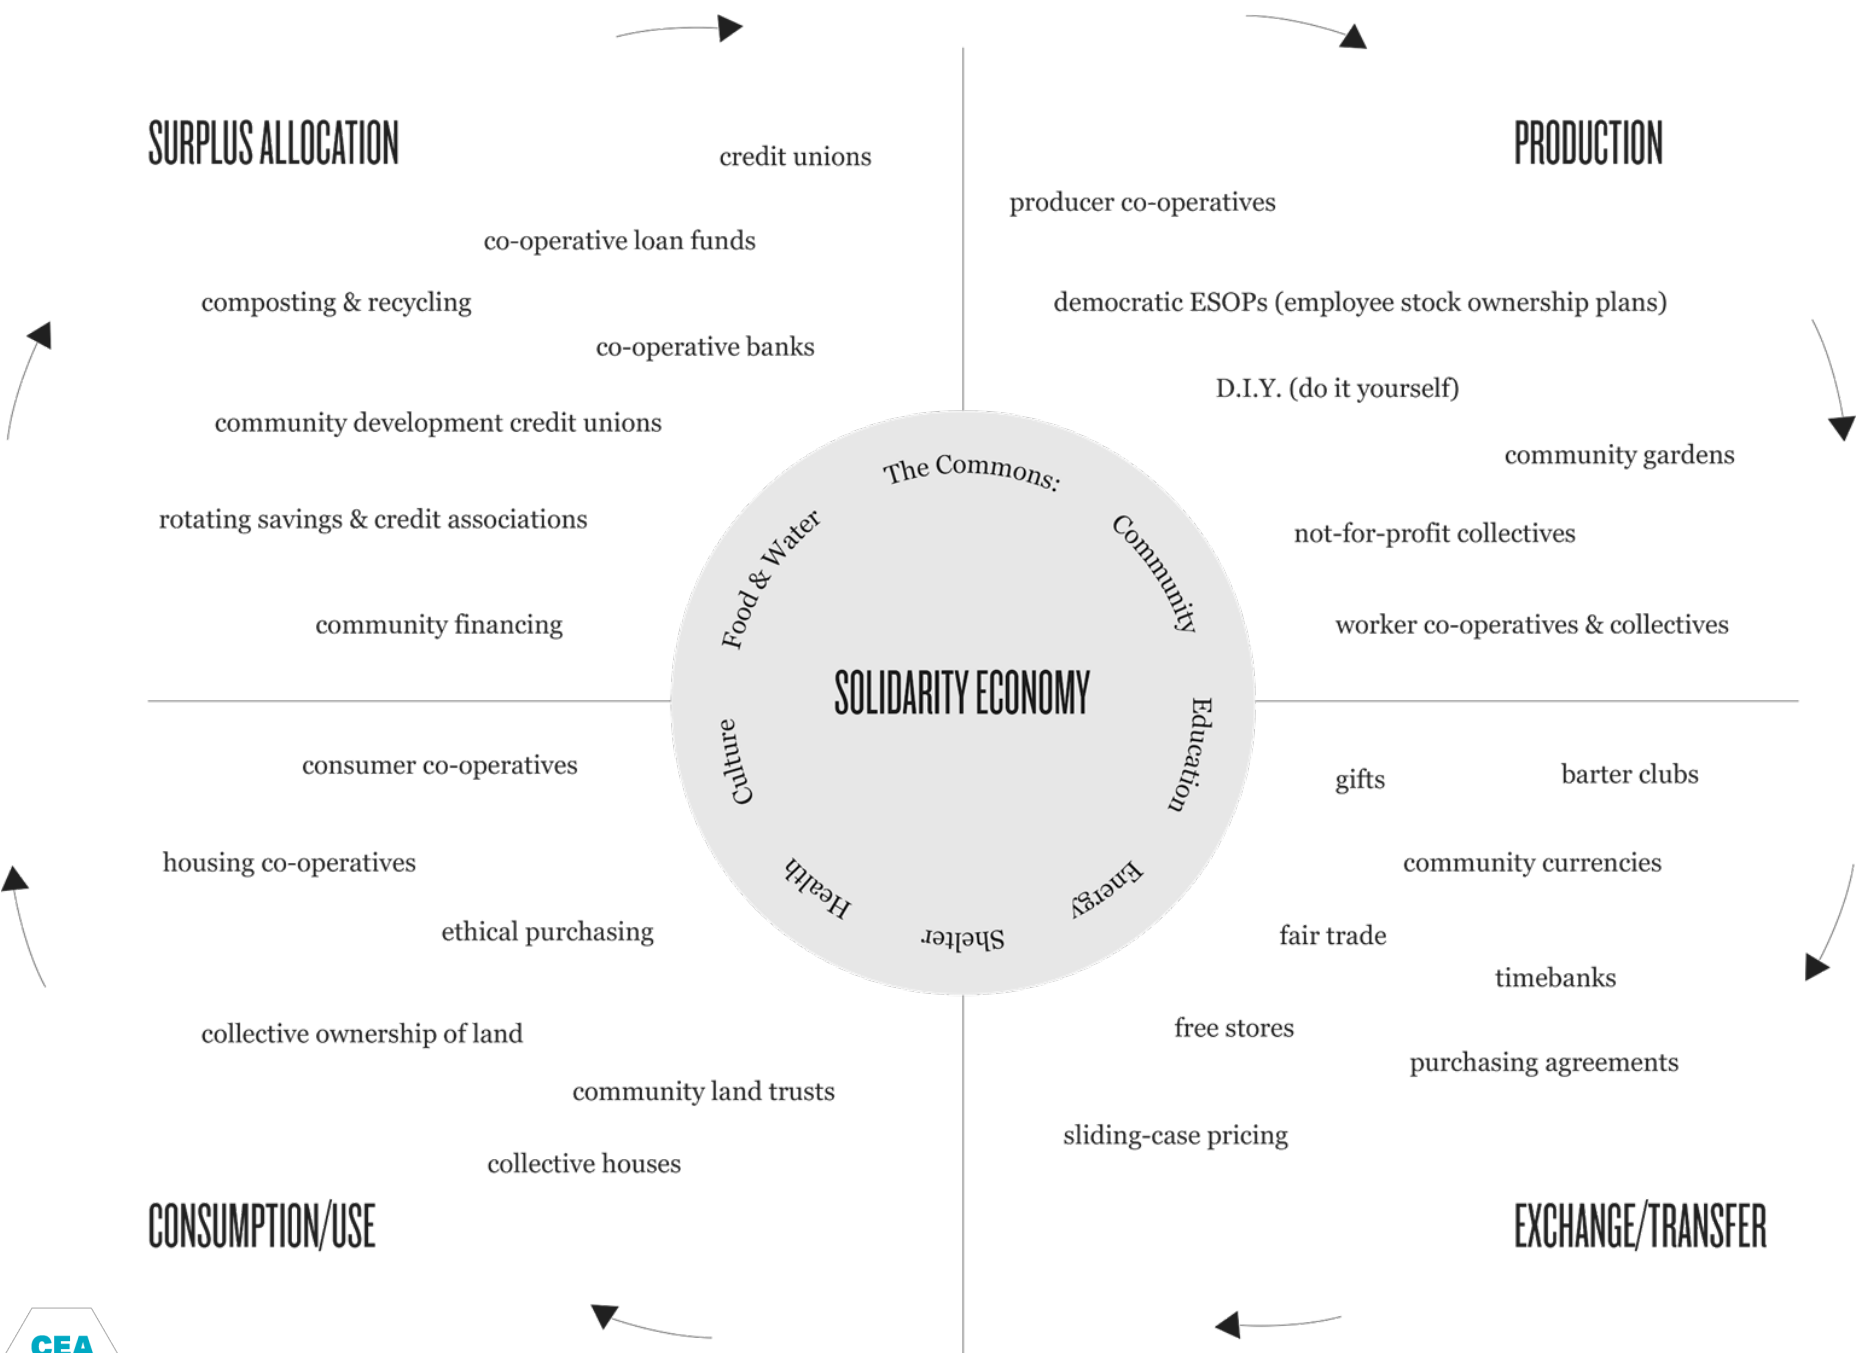 SURPLUS ALLOCATION
credit unions
co-operative loan funds
composting & recycling
co-operative banks
community development credit unions
rotating savings & credit associations
community financing
PRODUCTION
producer co-operatives
democratic ESOPs (employee stock ownership plans)
D.I.Y. (do it yourself)
community gardens
not-for-profit collectives
worker co-operatives & collectives
The Commons:
Community
Education
Energy
Shelter
Health
Culture
Food & Water
SOLIDARITY ECONOMY
consumer co-operatives
housing co-operatives
ethical purchasing
collective ownership of land
community land trusts
collective houses
CONSUMPTION/USE
gifts
barter clubs
community currencies
fair trade
timebanks
free stores
purchasing agreements
sliding-case pricing
EXCHANGE/TRANSFER
CEA